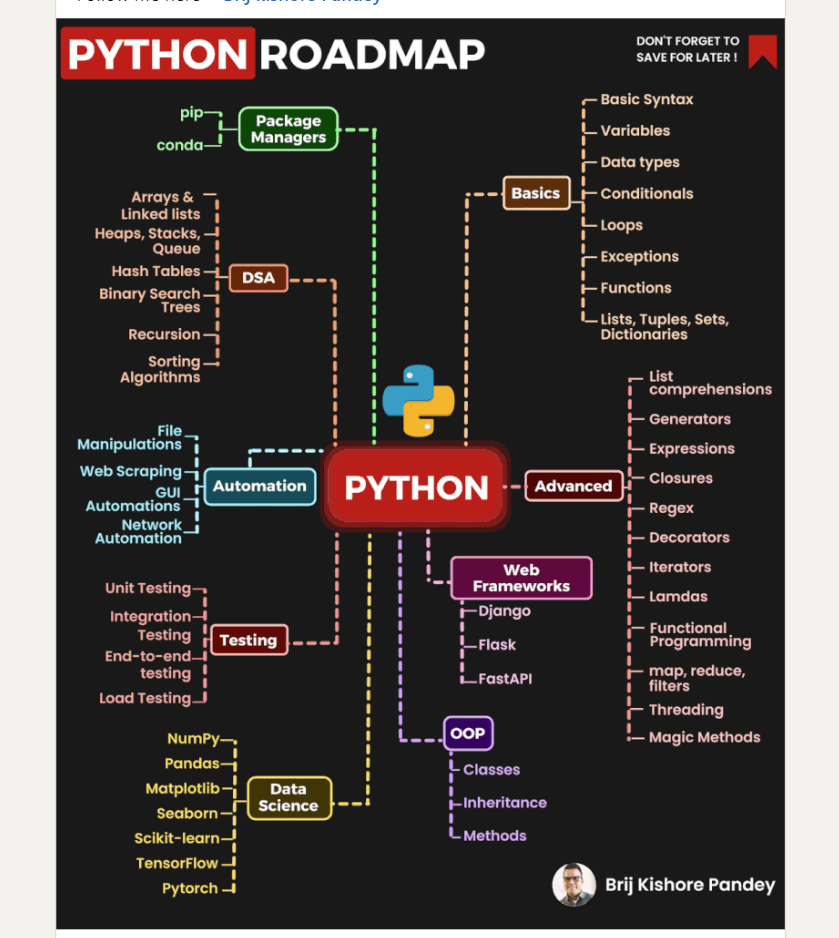 PYTHON ROADMAP
DON'T FORGET TO
SAVE FOR LATER !
pip
conda
Package
Managers
Basics
Basic Syntax
Variables
Data types
Conditionals
Loops
Exceptions
Functions
Lists, Tuples, Sets,
Dictionaries
Arrays &
Linked lists
Heaps, Stacks,
Queue
Hash Tables
Binary Search
Trees
Recursion
Sorting
Algorithms
DSA
File
Manipulations
Web Scraping
GUI
Automations
Network
Automation
Automation
PYTHON
Advanced
List
comprehensions
Generators
Expressions
Closures
Regex
Decorators
Iterators
Lamdas
Functional
Programming
map, reduce,
filters
Threading
Magic Methods
Web
Frameworks
Django
Flask
FastAPI
Unit Testing
Integration
Testing
End-to-end
testing
Load Testing
Testing
OOP
Classes
Inheritance
Methods
NumPy
Pandas
Matplotlib
Seaborn
Scikit-learn
TensorFlow
Pytorch
Data
Science
Brij Kishore Pandey